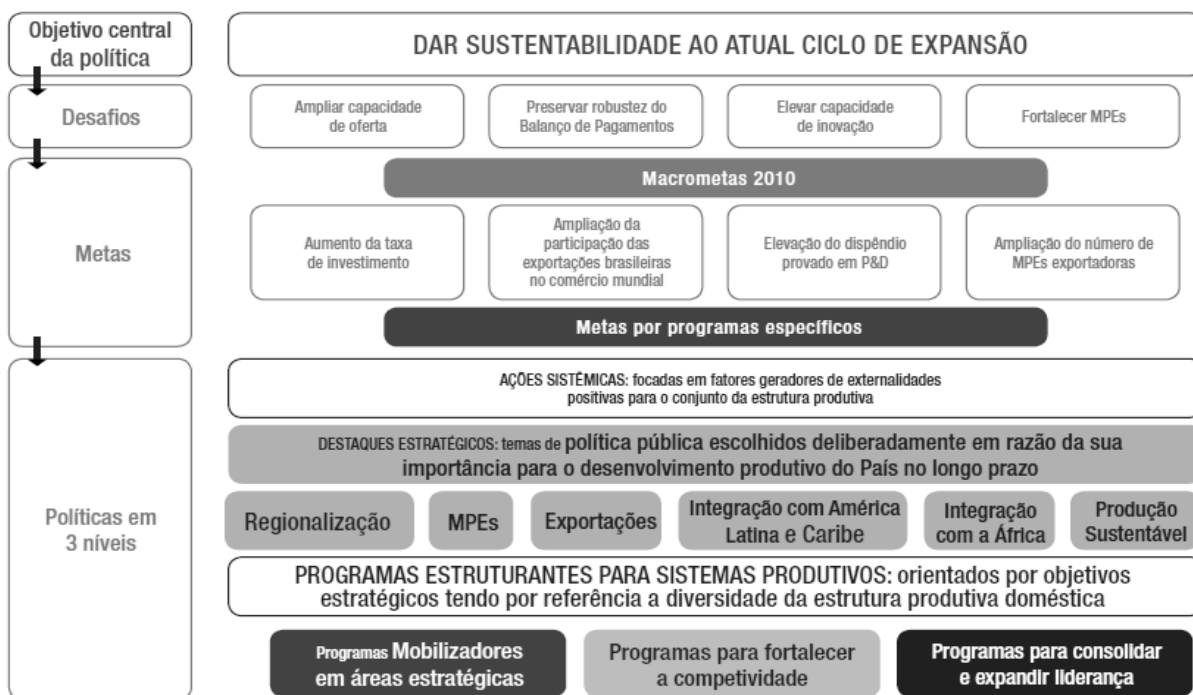 Objetivo central
da política
DAR SUSTENTABILIDADE AO ATUAL CICLO DE EXPANSÃO
Desafios
Ampliar capacidade
de oferta
Preservar robustez do
Balanço de Pagamentos
Elevar capacidade
de inovação
Fortalecer MPEs
Metas
Macrometas 2010
Aumento da taxa
de investimento
Ampliação da
participação das
exportações brasileiras
no comércio mundial
Elevação do dispêndio
provado em P&D
Ampliação do número de
MPEs exportadoras
Metas por programas específicos
Políticas em
3 níveis
AÇÕES SISTÊMICAS: focadas em fatores geradores de externalidades
positivas para o conjunto da estrutura produtiva
DESTAQUES ESTRATÉGICOS: temas de política pública escolhidos deliberadamente em razão da sua
importância para o desenvolvimento produtivo do País no longo prazo
Regionalização
MPEs
Exportações
Integração com América
Latina e Caribe
Integração
com a África
Produção
Sustentável
PROGRAMAS ESTRUTURANTES PARA SISTEMAS PRODUTIVOS: orientados por objetivos
estratégicos tendo por referência a diversidade da estrutura produtiva doméstica
Programas Mobilizadores
em áreas estratégicas
Programas para fortalecer
a competividade
Programas para consolidar
e expandir liderança